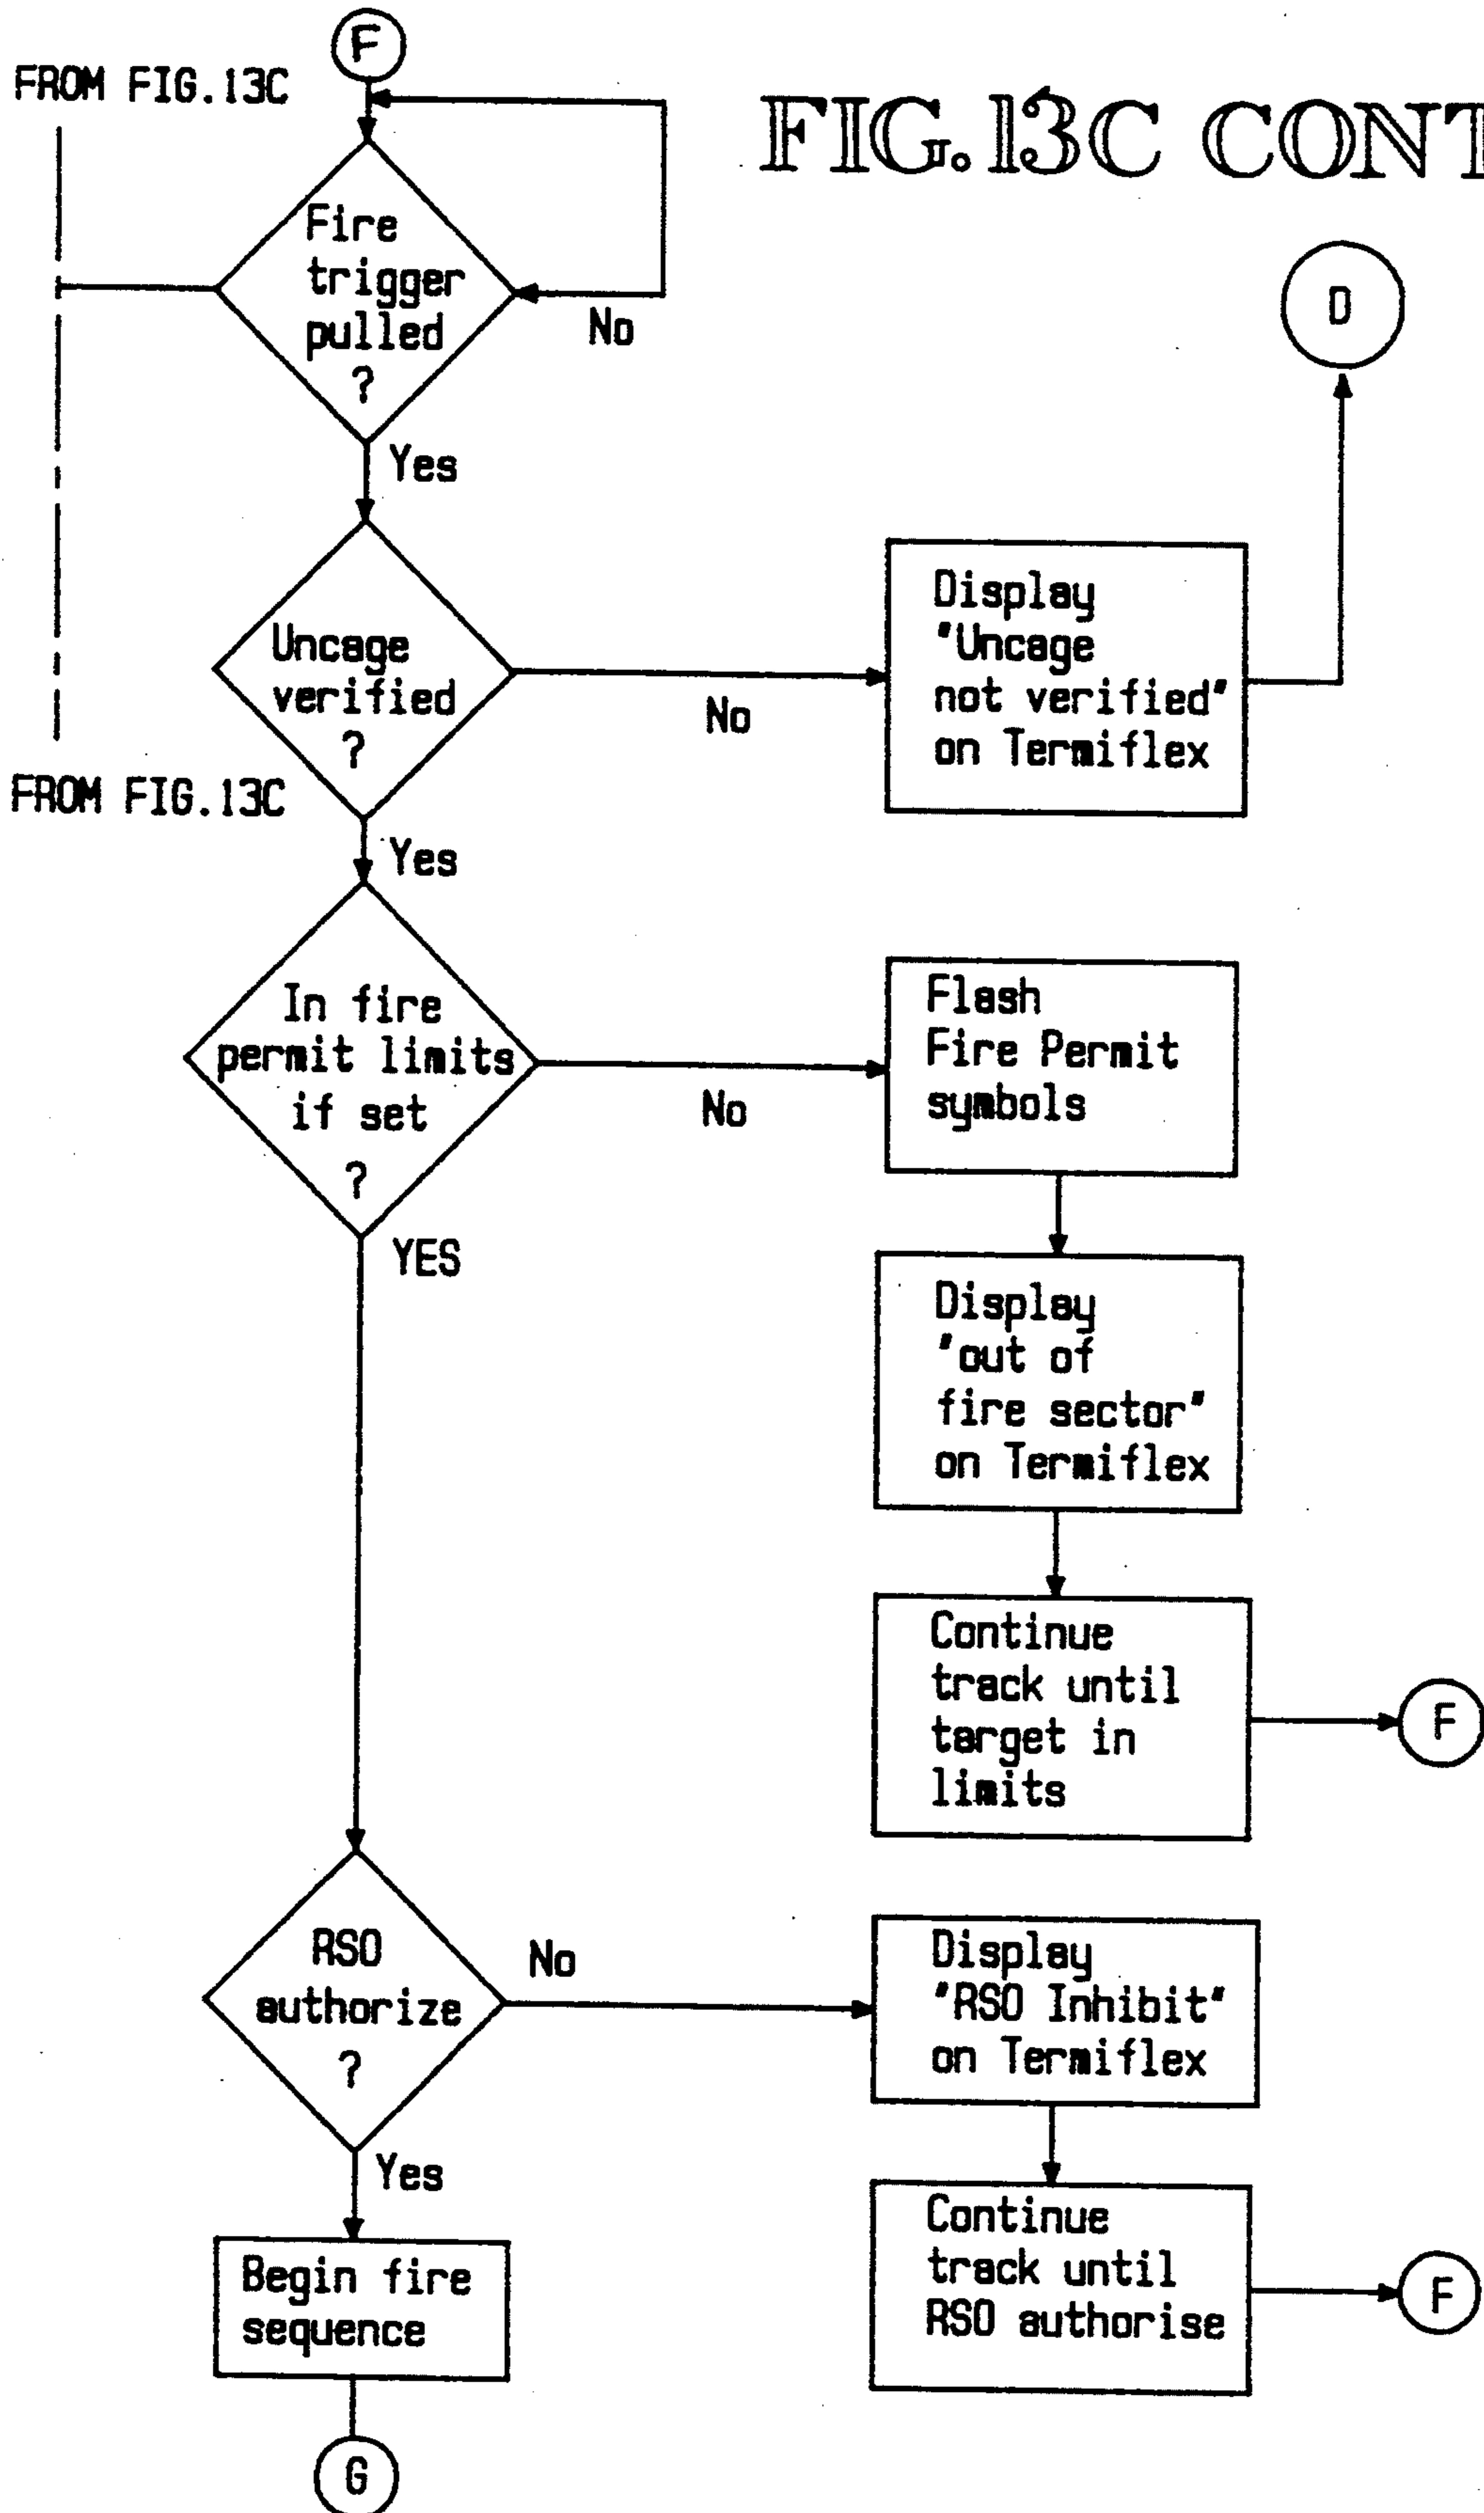 F
FROM FIG.13C
FIG.13C CONT
Fire
trigger
pulled
?
No
D
Yes
Uncage
verified
?
No
Display
"Uncage
not verified"
on Termiflex
FROM FIG.13C
Yes
In fire
permit limits
if set
?
No
Flash
Fire Permit
symbols
YES
Display
"out of
fire sector"
on Termiflex
Continue
track until
target in
limits
F
RSO
authorize
?
No
Display
"RSO Inhibit"
on Termiflex
Yes
Begin fire
sequence
Continue
track until
RSO authorise
F
G